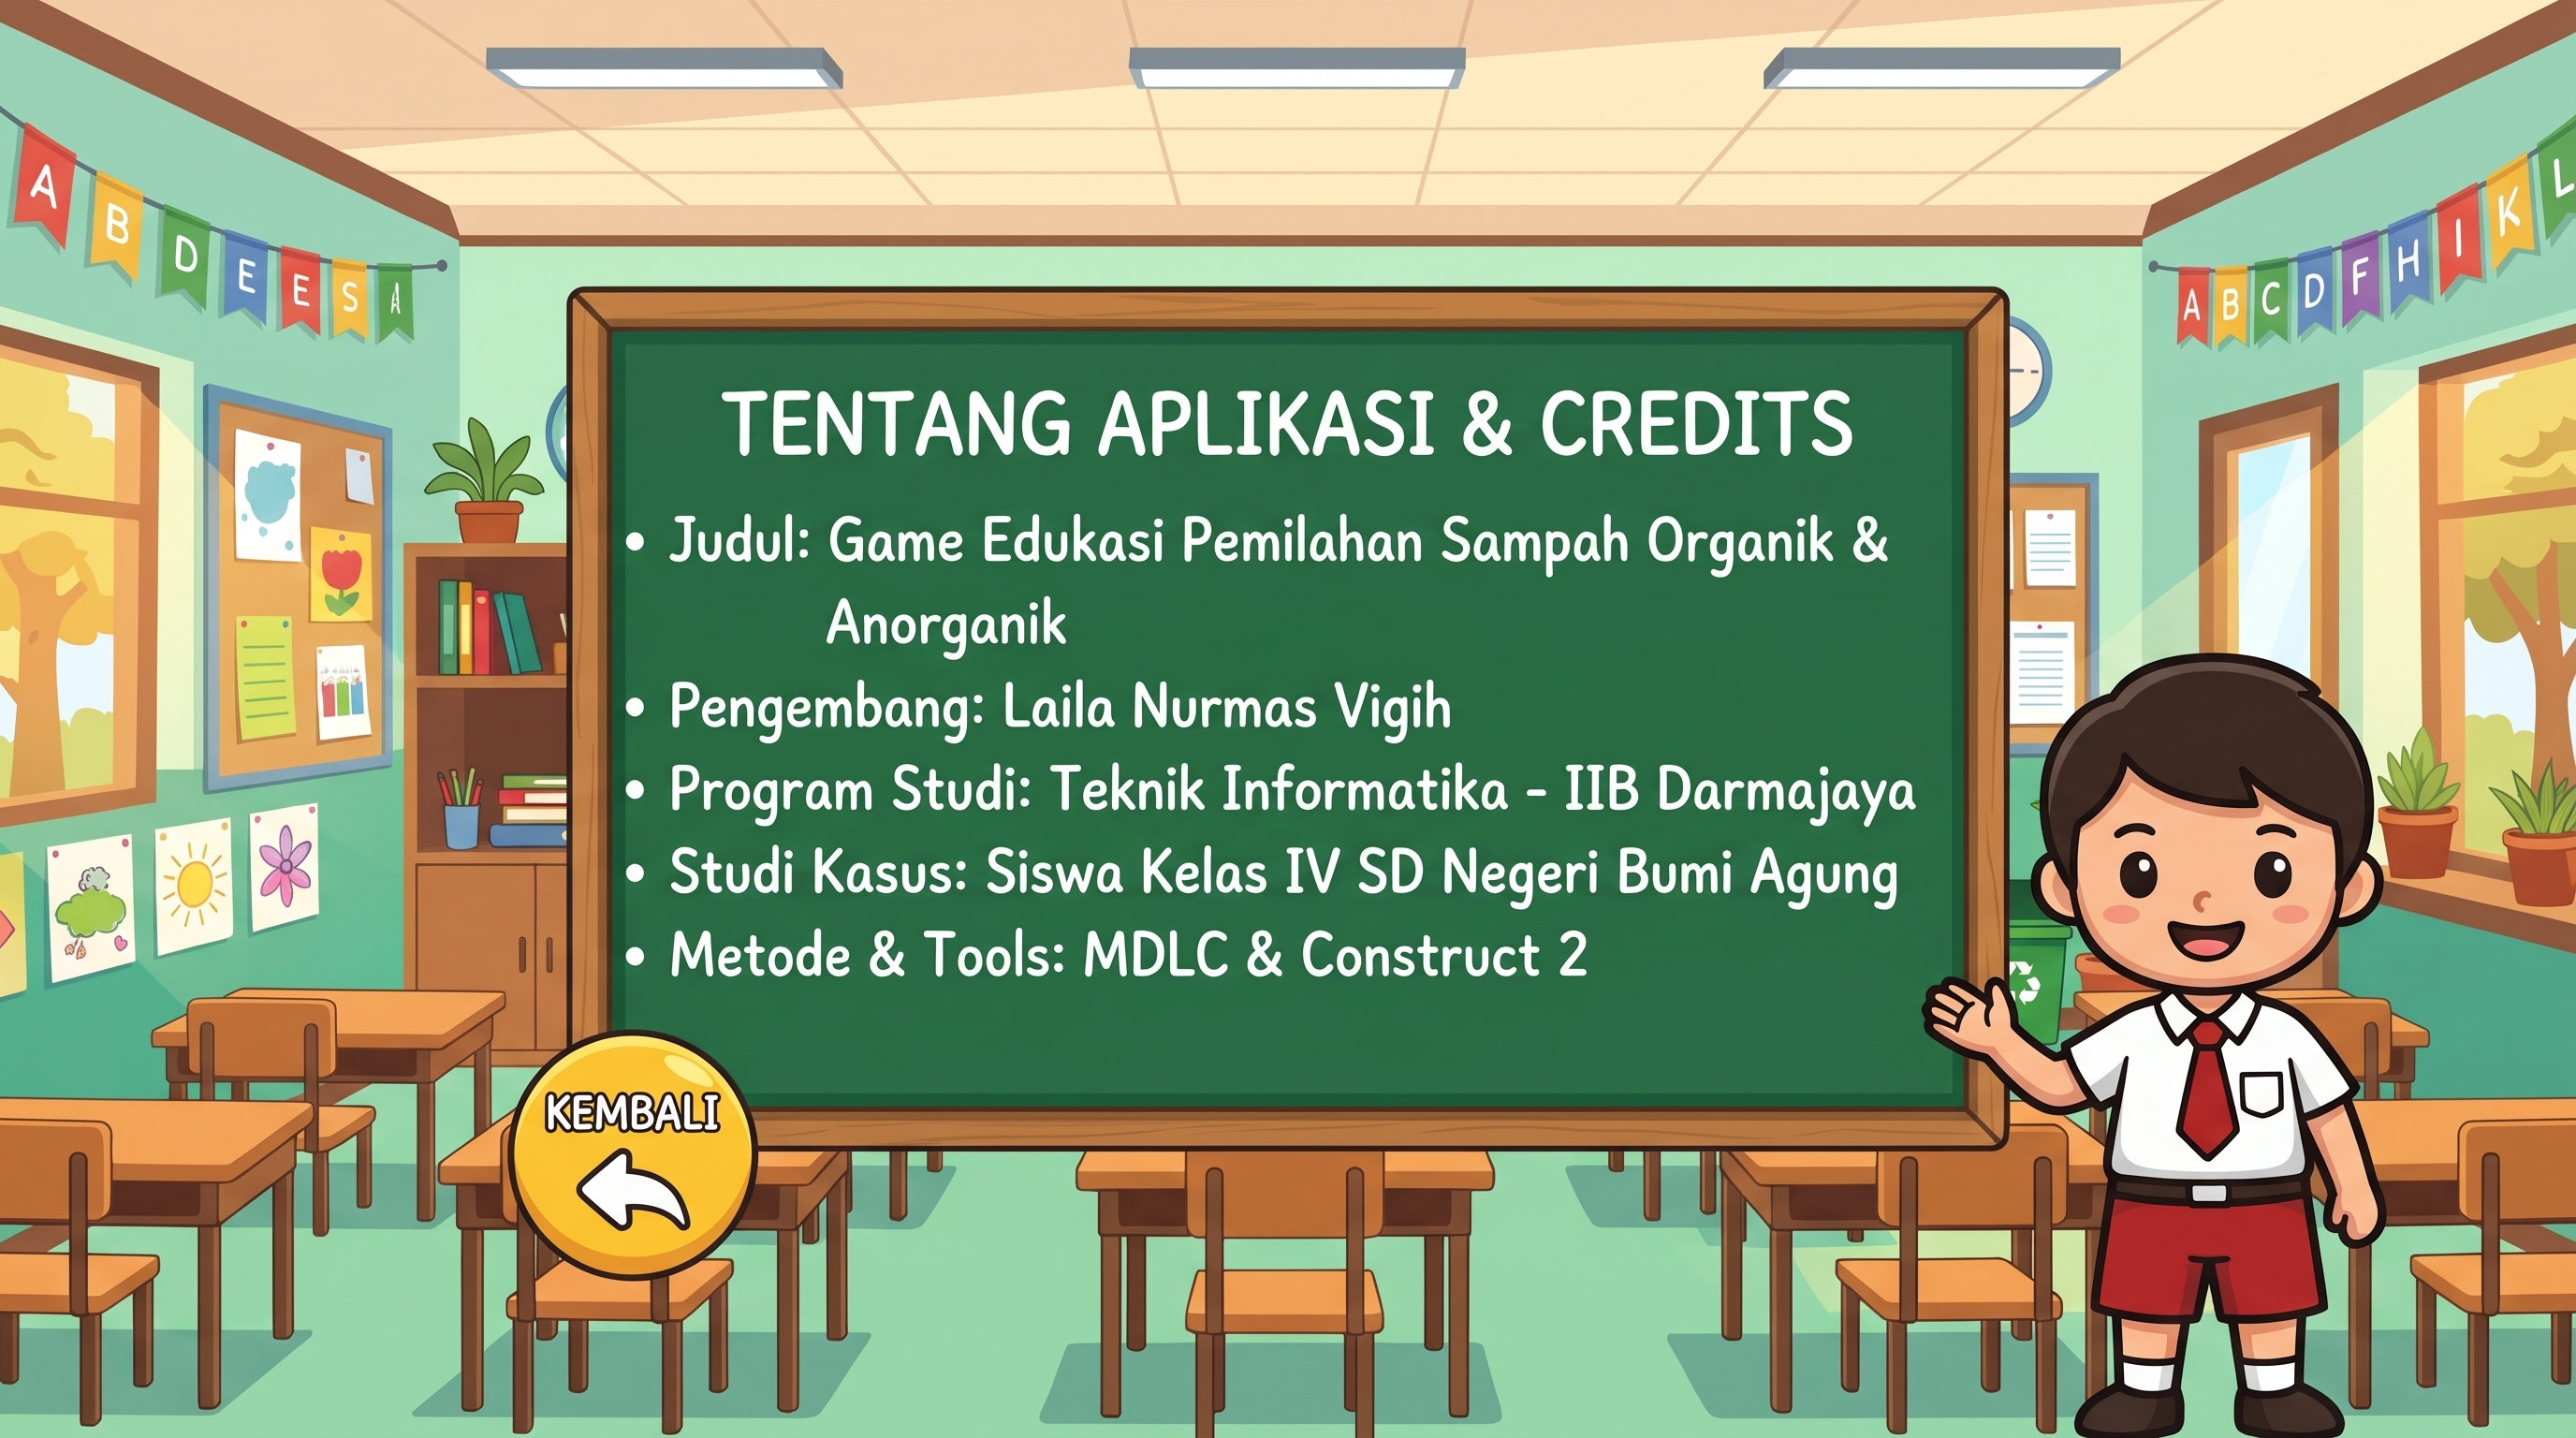 A B D E E S A
A B C D F H I K L
TENTANG APLIKASI & CREDITS
• Judul: Game Edukasi Pemilahan Sampah Organik &
Anorganik
• Pengembang: Laila Nurmas Vigih
• Program Studi: Teknik Informatika - IIB Darmajaya
• Studi Kasus: Siswa Kelas IV SD Negeri Bumi Agung
• Metode & Tools: MDLC & Construct 2
KEMBALI